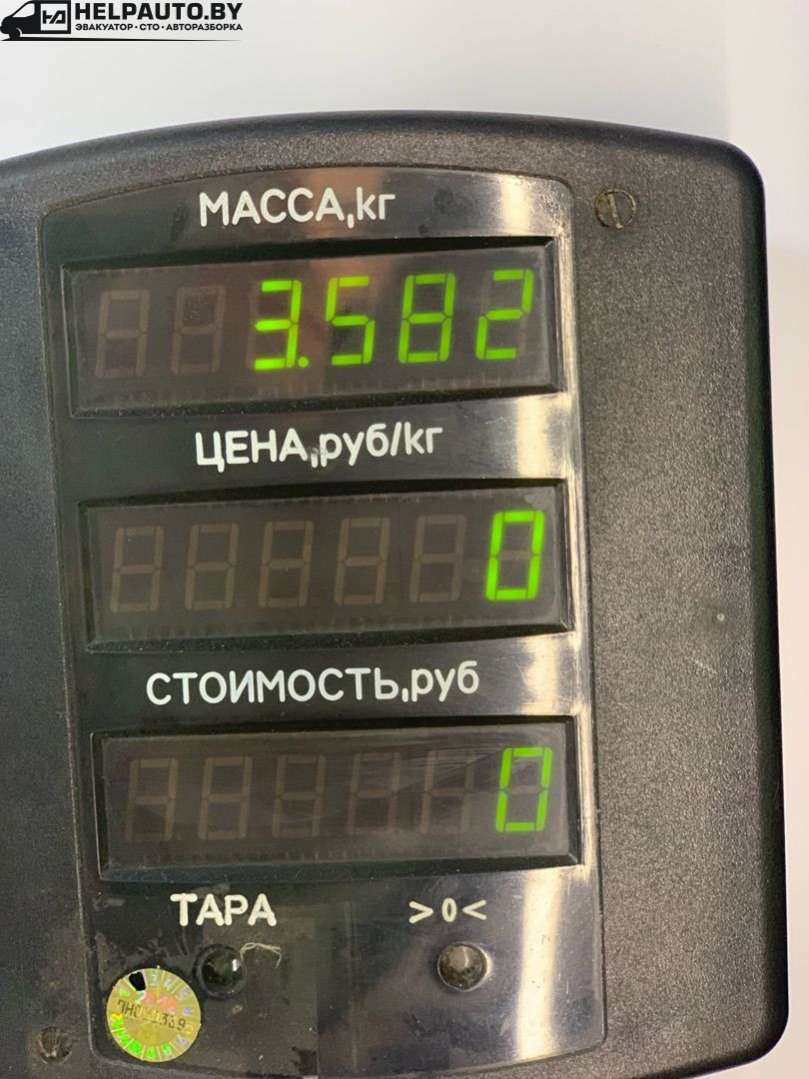 HELPAUTO.BY
ЭВАКУАТОР • СТО • АВТОРАЗБОРКА
МАССА,кг
3.582
ЦЕНА,руб/кг
0
СТОИМОСТЬ,руб
0
ТАРА >0<